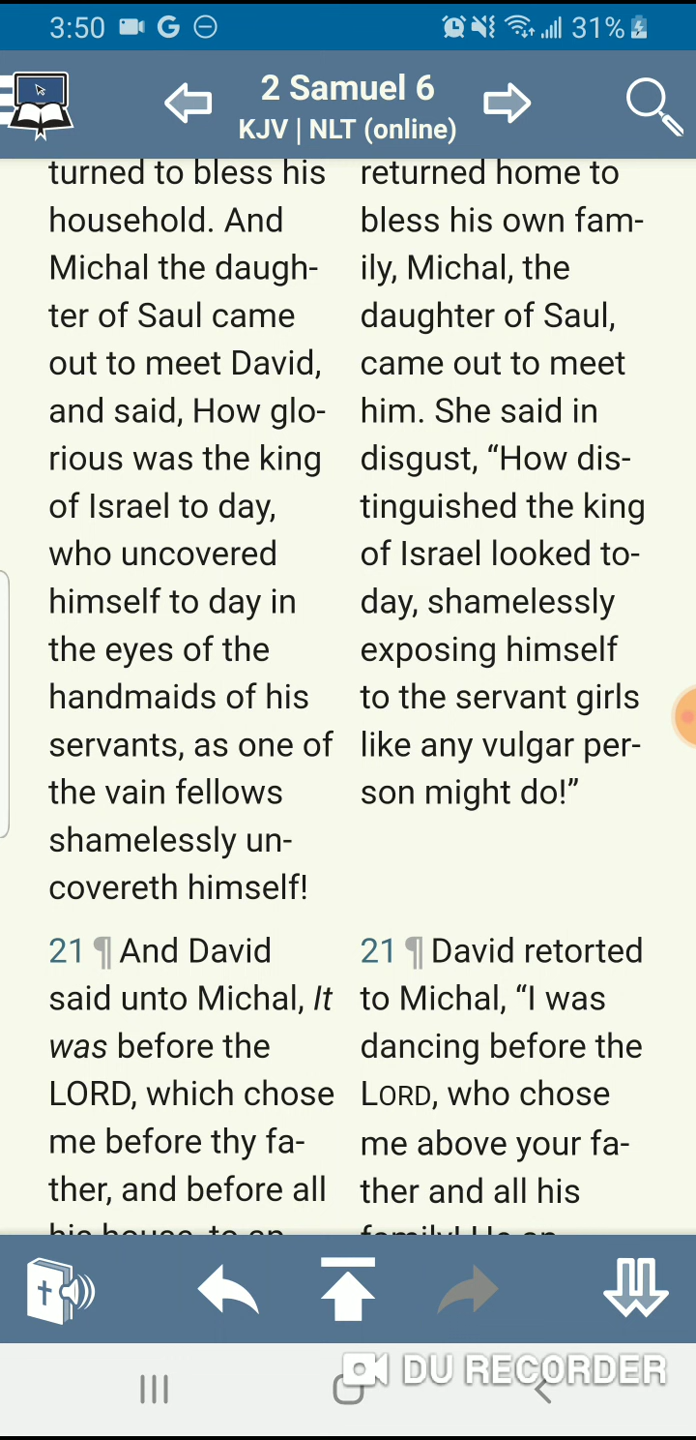 3:50
31%
2 Samuel 6
KJV | NLT (online)
turned to bless his
household. And
Michal the daugh-
ter of Saul came
out to meet David,
and said, How glo-
rious was the king
of Israel to day,
who uncovered
himself to day in
the eyes of the
handmaids of his
servants, as one of
the vain fellows
shamelessly un-
covereth himself!
21 ¶ And David
said unto Michal, It
was before the
LORD, which chose
me before thy fa-
ther, and before all
his house, to ap-
returned home to
bless his own fam-
ily, Michal, the
daughter of Saul,
came out to meet
him. She said in
disgust, “How dis-
tinguished the king
of Israel looked to-
day, shamelessly
exposing himself
to the servant girls
like any vulgar per-
son might do!”
21 ¶ David retorted
to Michal, “I was
dancing before the
LORD, who chose
me above your fa-
ther and all his
family! He ap-
DU RECORDER